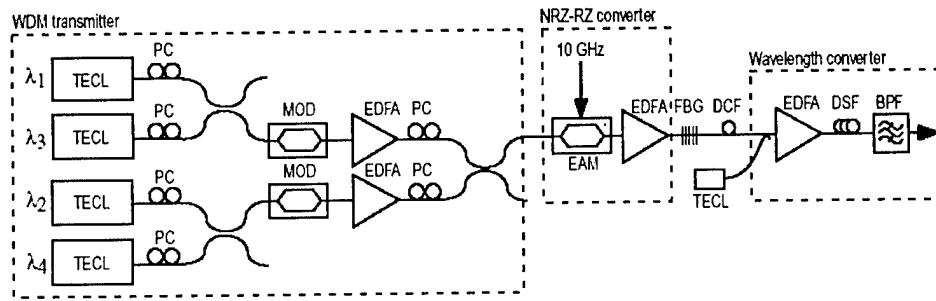 WDM transmitter
NRZ-RZ converter
Wavelength converter
10 GHz
λ1
TECL
PC
λ3
TECL
PC
MOD
EDFA
PC
λ2
TECL
PC
MOD
EDFA
PC
λ4
TECL
PC
EAM
EDFA
FBG
DCF
TECL
EDFA
DSF
BPF